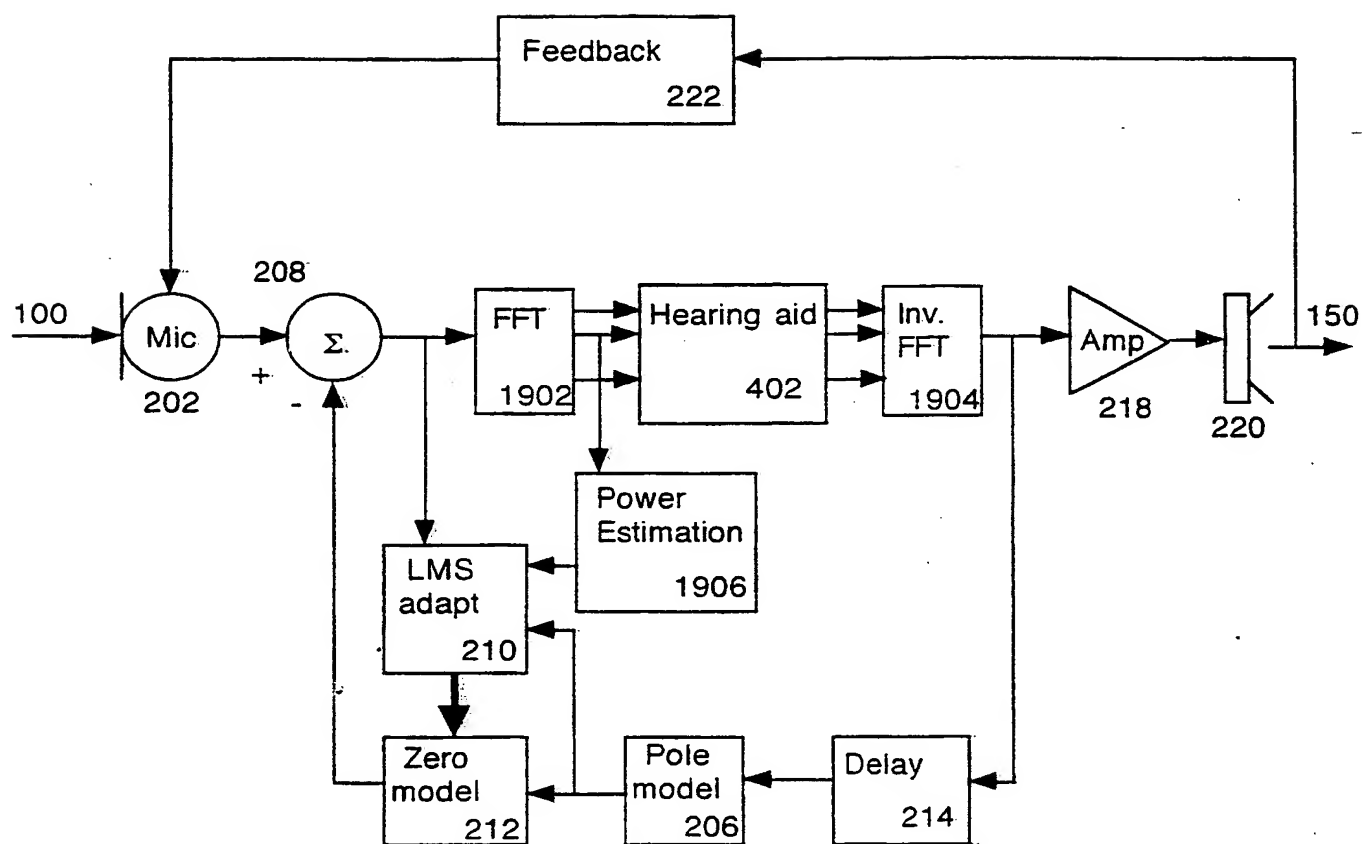 Feedback
222
208
100
Mic
202
+
-
Σ.
FFT
1902
Hearing aid
402
Inv.
FFT
1904
Amp
218
220
150
Power
Estimation
1906
LMS
adapt
210
Zero
model
212
Pole
model
206
Delay
214